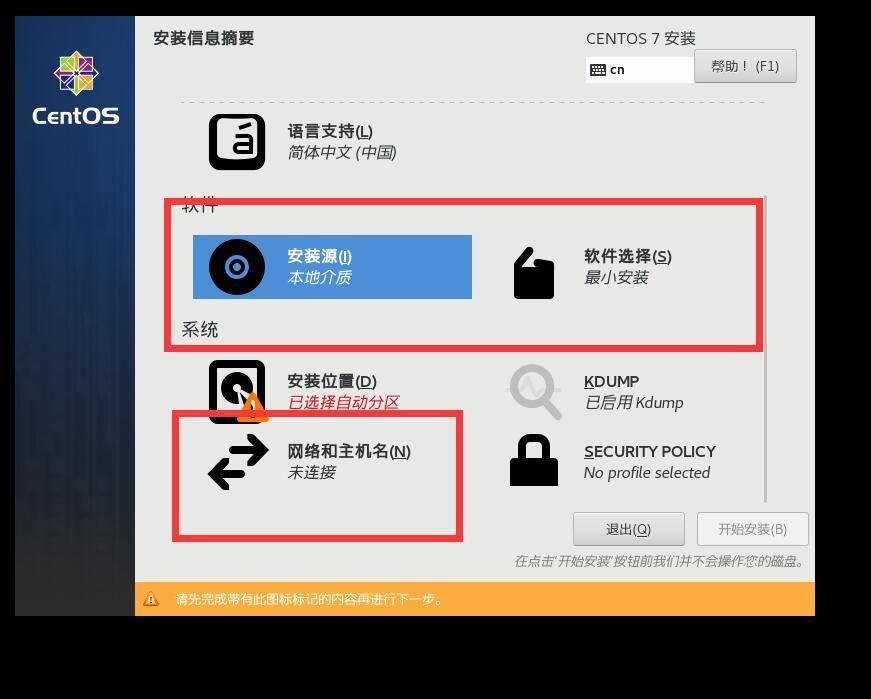 安装信息摘要
CENTOS 7 安装
cn
帮助！ (F1)
CentOS
语言支持(L)
简体中文 (中国)
软件
安装源(I)
本地介质
软件选择(S)
最小安装
系统
安装位置(D)
已选择自动分区
KDUMP
已启用 Kdump
网络和主机名(N)
未连接
SECURITY POLICY
No profile selected
退出(Q)
开始安装(B)
在点击“开始安装”按钮前我们并不会操作您的磁盘。
请先完成带有此图标标记的内容再进行下一步。